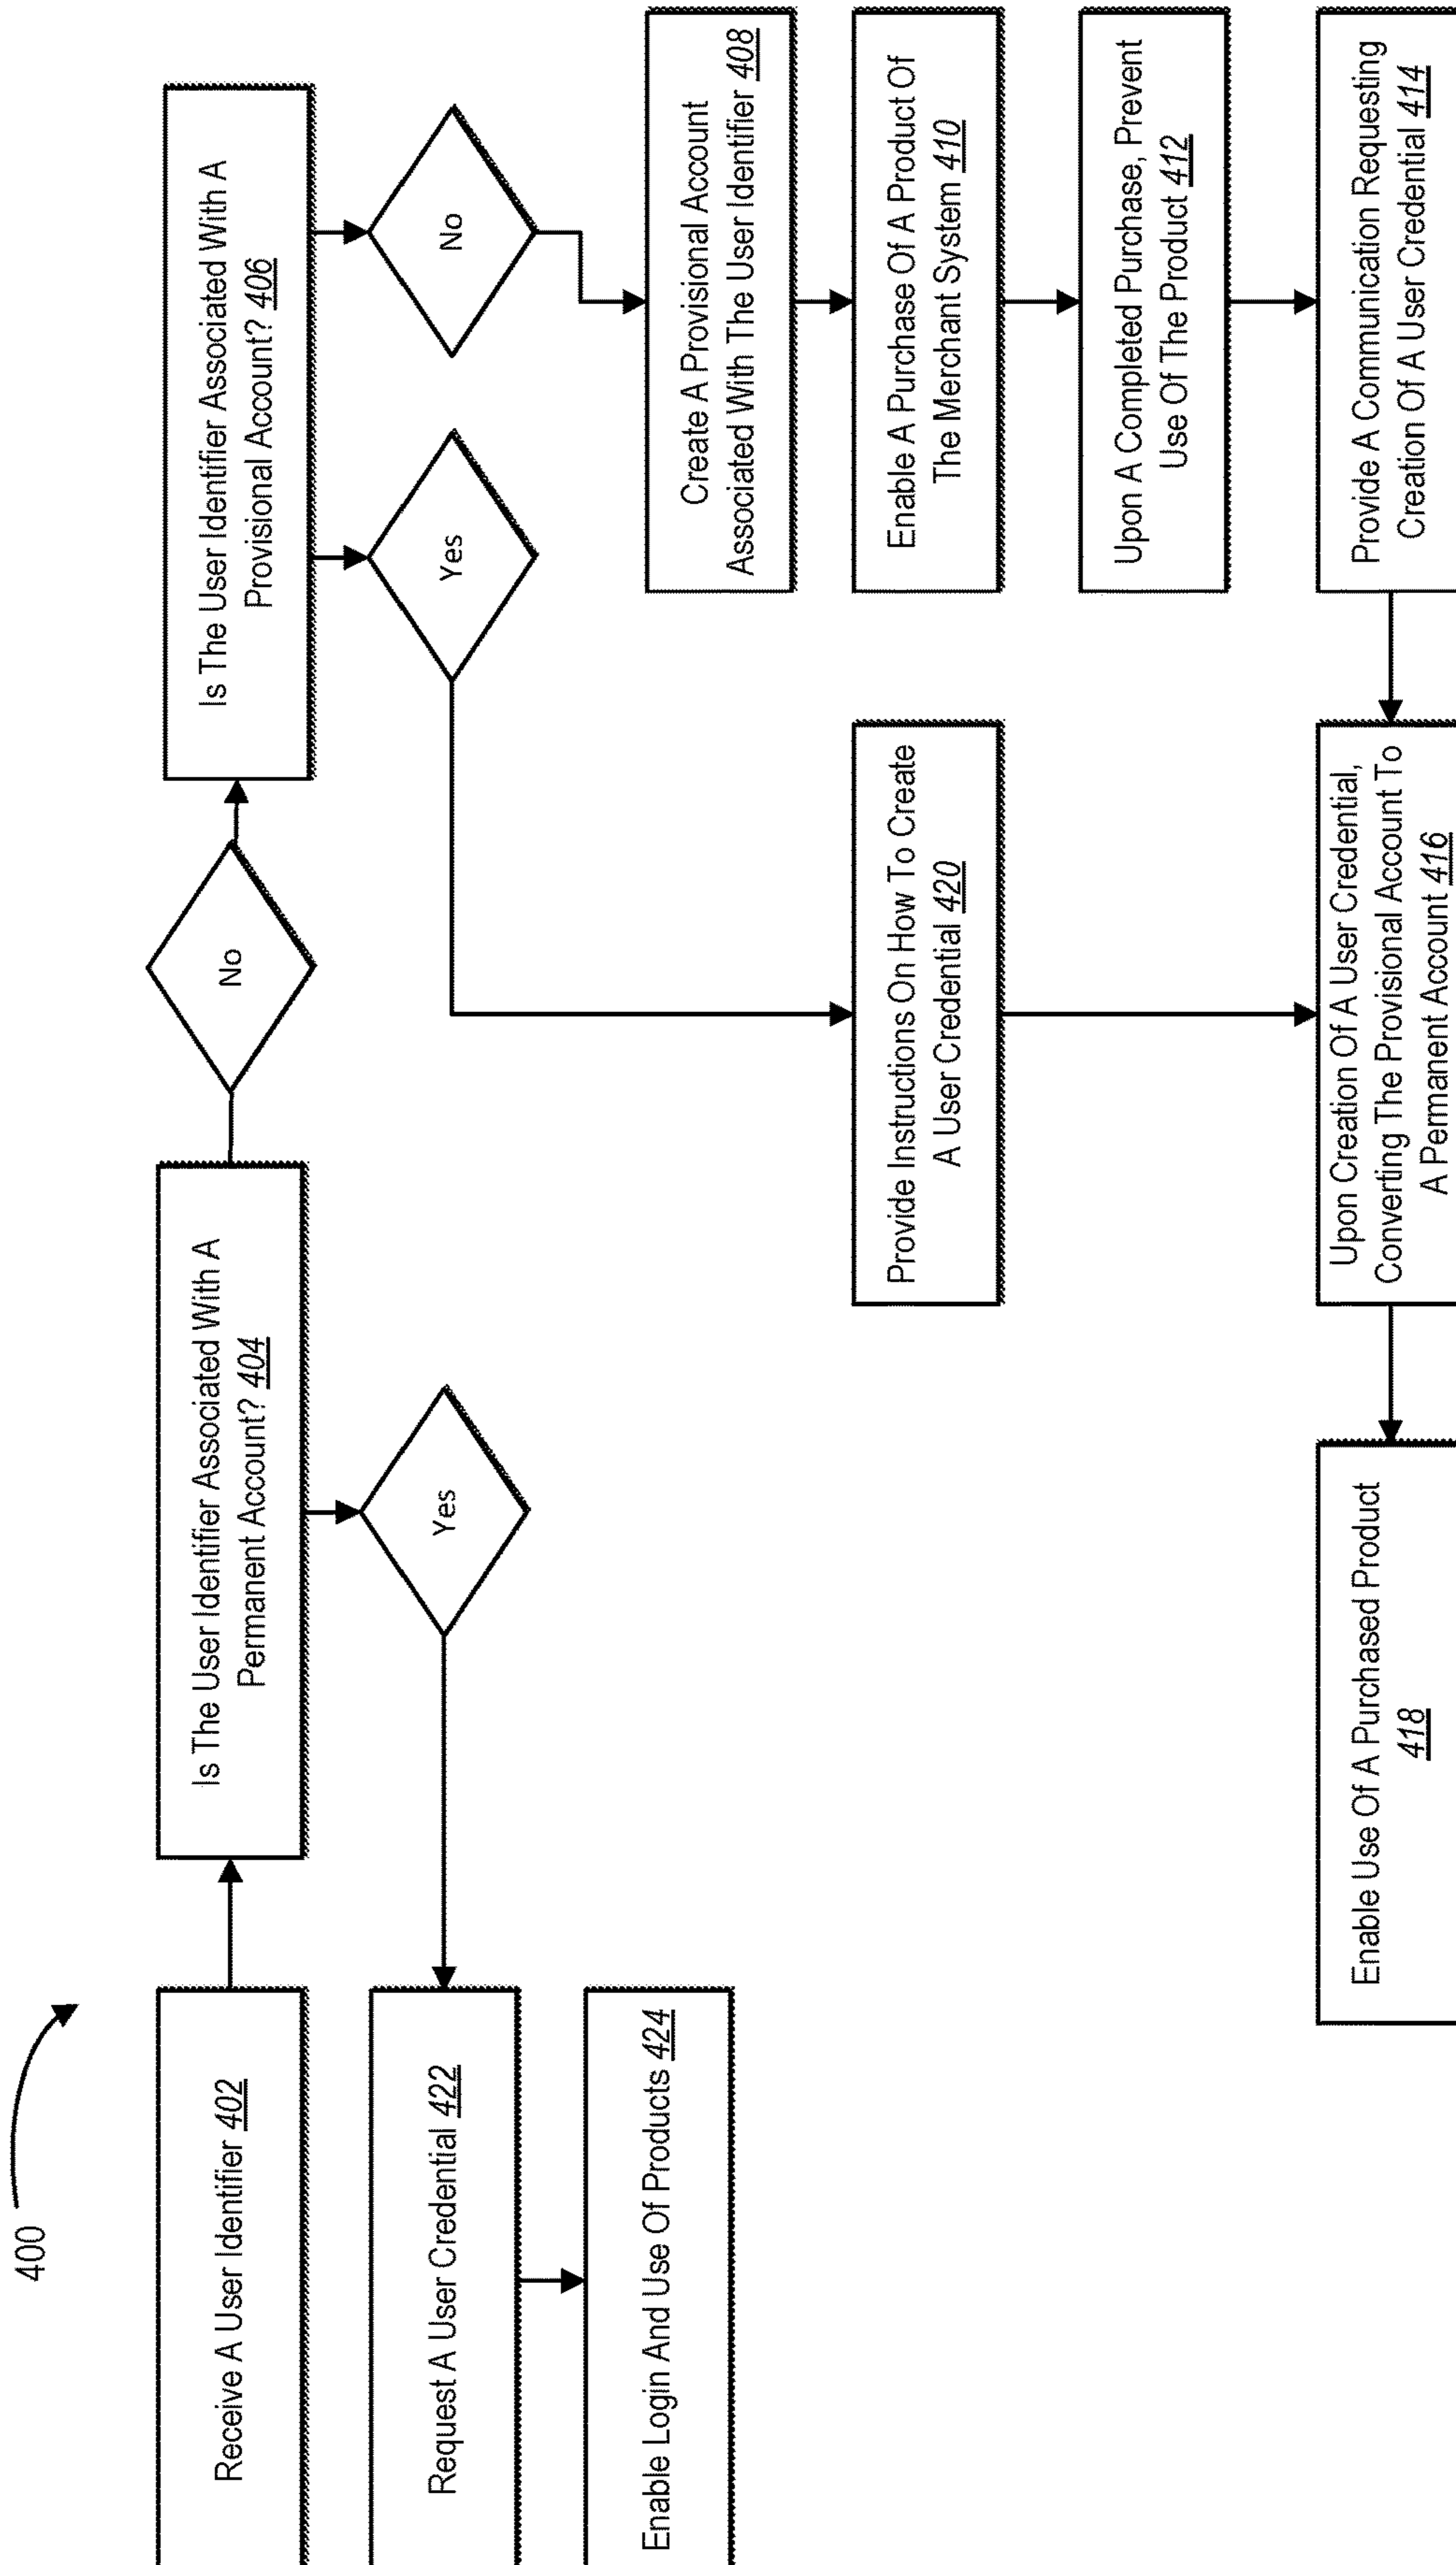 400
Receive A User Identifier 402
Is The User Identifier Associated With A
Permanent Account? 404
No
Is The User Identifier Associated With A
Provisional Account? 406
Yes
Yes
No
Request A User Credential 422
Enable Login And Use Of Products 424
Create A Provisional Account
Associated With The User Identifier 408
Provide Instructions On How To Create
A User Credential 420
Enable A Purchase Of A Product Of
The Merchant System 410
Upon A Completed Purchase, Prevent
Use Of The Product 412
Enable Use Of A Purchased Product
418
Upon Creation Of A User Credential,
Converting The Provisional Account To
A Permanent Account 416
Provide A Communication Requesting
Creation Of A User Credential 414